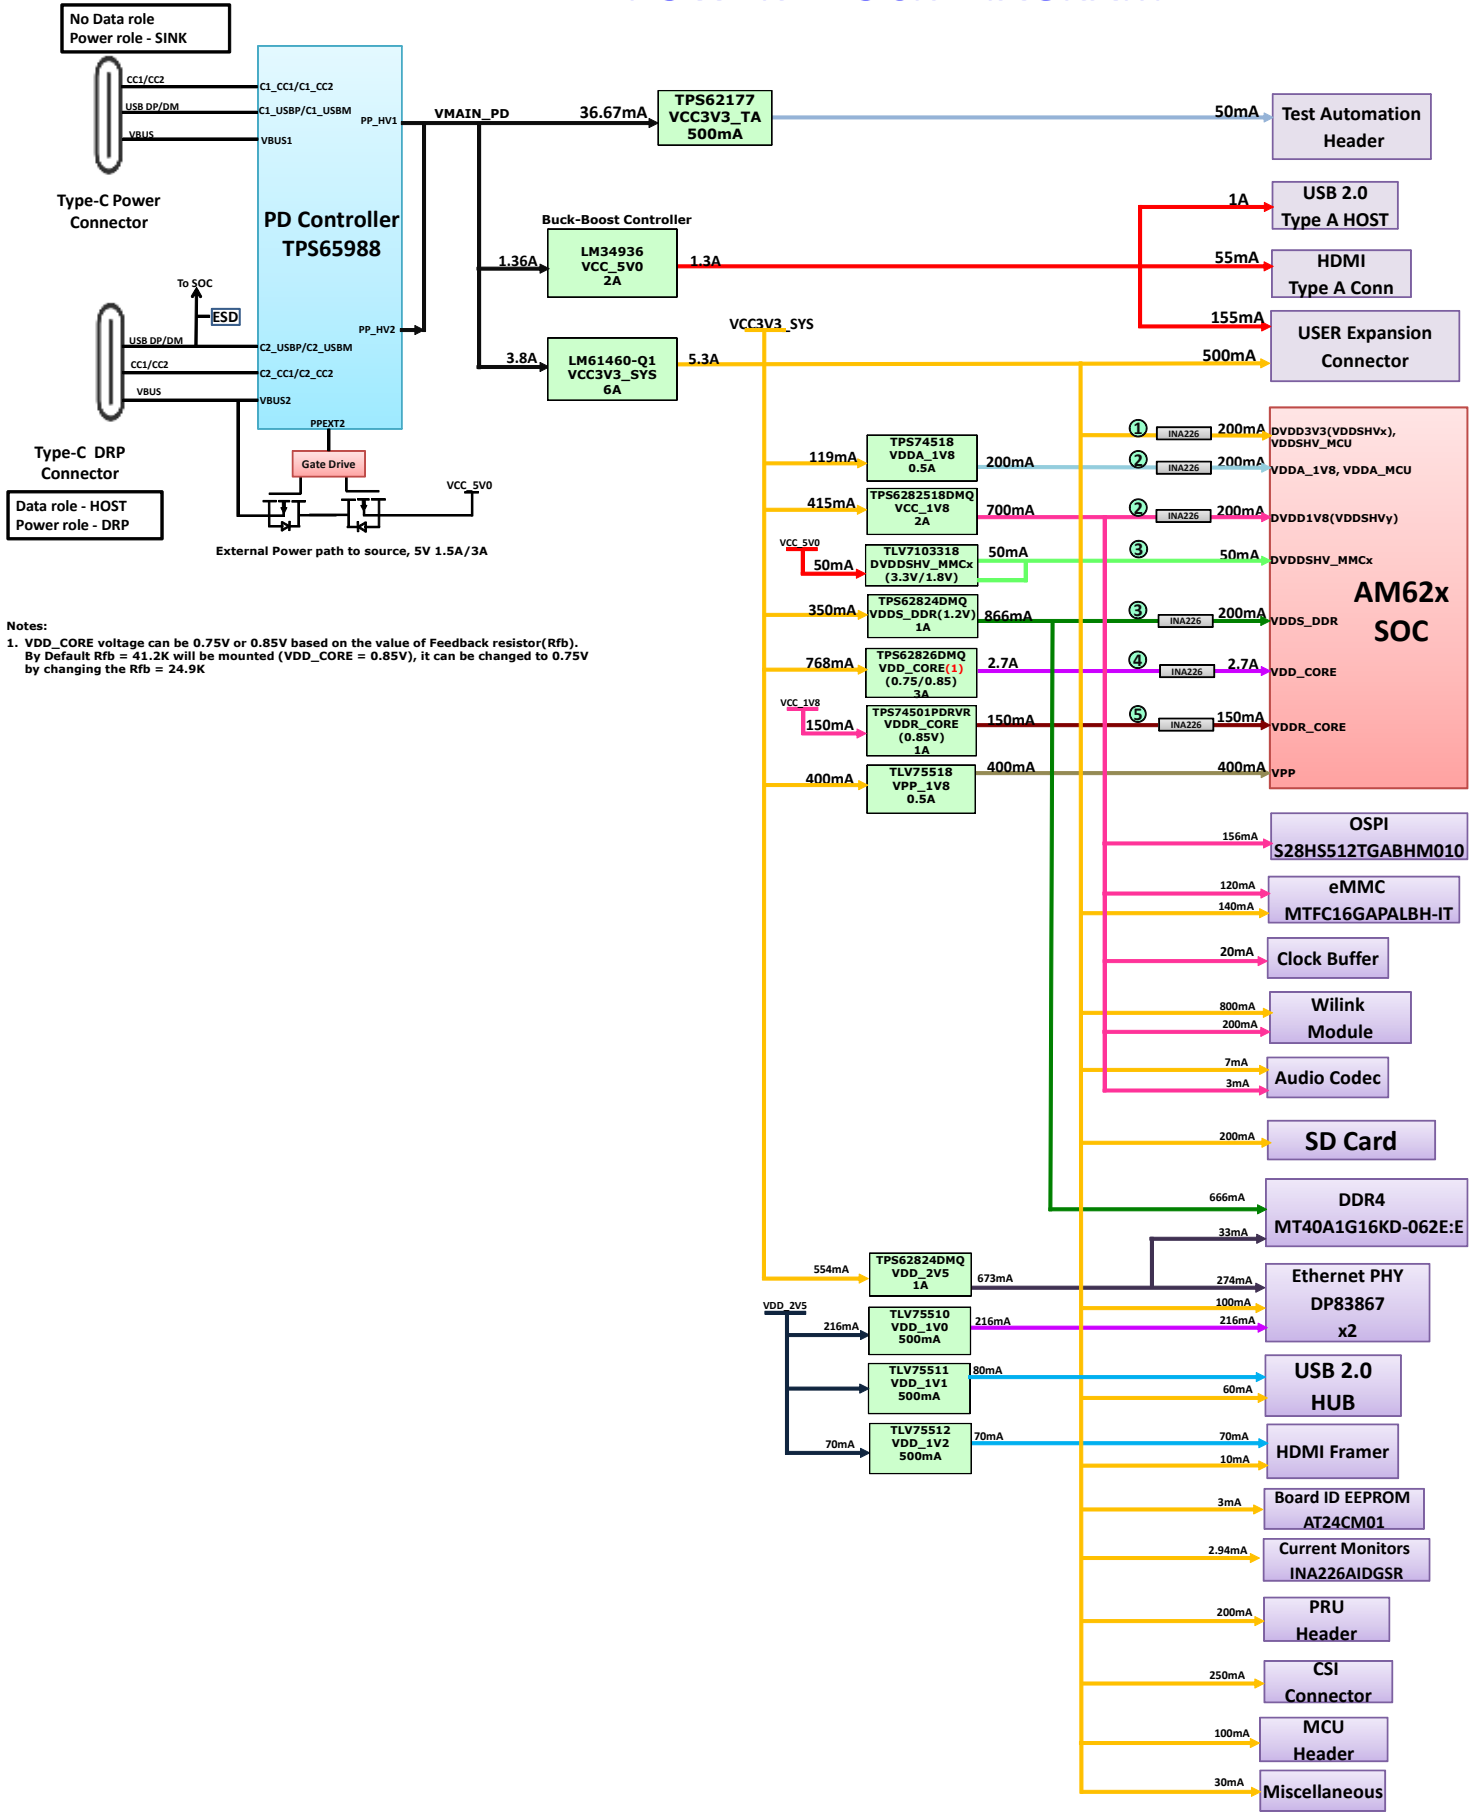 No Data role
Power role - SINK
CC1/CC2
USB DP/DM
VBUS
Type-C Power
Connector
C1_CC1/C1_CC2
C1_USBP/C1_USBM
VBUS1
PP_HV1
PD Controller
TPS65988
PP_HV2
C2_USBP/C2_USBM
C2_CC1/C2_CC2
VBUS2
PPEXT2
To SOC
ESD
USB DP/DM
CC1/CC2
VBUS
Type-C DRP
Connector
Data role - HOST
Power role - DRP
Gate Drive
VCC_5V0
External Power path to source, 5V 1.5A/3A
Notes:
1. VDD_CORE voltage can be 0.75V or 0.85V based on the value of Feedback resistor(Rfb).
By Default Rfb = 41.2K will be mounted (VDD_CORE = 0.85V), it can be changed to 0.75V
by changing the Rfb = 24.9K
VMAIN_PD
36.67mA
TPS62177
VCC3V3_TA
500mA
50mA
Test Automation
Header
Buck-Boost Controller
1.36A
LM34936
VCC_5V0
2A
1.3A
1A
USB 2.0
Type A HOST
55mA
HDMI
Type A Conn
155mA
500mA
USER Expansion
Connector
VCC3V3_SYS
3.8A
LM61460-Q1
VCC3V3_SYS
6A
5.3A
1
INA226
200mA
DVDD3V3(VDDSHVx),
VDDSHV_MCU
119mA
TPS74518
VDDA_1V8
0.5A
200mA
2
INA226
200mA
VDDA_1V8, VDDA_MCU
415mA
TPS6282518DMQ
VCC_1V8
2A
700mA
2
INA226
200mA
DVDD1V8(VDDSHVy)
VCC_5V0
50mA
TLV7103318
DVDDSHV_MMCx
(3.3V/1.8V)
50mA
3
50mA
DVDDSHV_MMCx
AM62x
SOC
350mA
TPS62824DMQ
VDDS_DDR(1.2V)
1A
866mA
3
INA226
200mA
VDDS_DDR
768mA
TPS62826DMQ
VDD_CORE(1)
(0.75/0.85)
3A
2.7A
4
INA226
2.7A
VDD_CORE
VCC_1V8
150mA
TPS74501PDRVR
VDDR_CORE
(0.85V)
1A
150mA
5
INA226
150mA
VDDR_CORE
400mA
TLV75518
VPP_1V8
0.5A
400mA
400mA
VPP
156mA
OSPI
S28HS512TGABHM010
120mA
140mA
eMMC
MTFC16GAPALBH-IT
20mA
Clock Buffer
800mA
200mA
Wilink
Module
7mA
3mA
Audio Codec
200mA
SD Card
666mA
33mA
DDR4
MT40A1G16KD-062E:E
554mA
TPS62824DMQ
VDD_2V5
1A
673mA
274mA
100mA
216mA
Ethernet PHY
DP83867
x2
VDD_2V5
216mA
TLV75510
VDD_1V0
500mA
216mA
TLV75511
VDD_1V1
500mA
80mA
60mA
USB 2.0
HUB
70mA
TLV75512
VDD_1V2
500mA
70mA
70mA
10mA
HDMI Framer
3mA
Board ID EEPROM
AT24CM01
2.94mA
Current Monitors
INA226AIDGSR
200mA
PRU
Header
250mA
CSI
Connector
100mA
MCU
Header
30mA
Miscellaneous